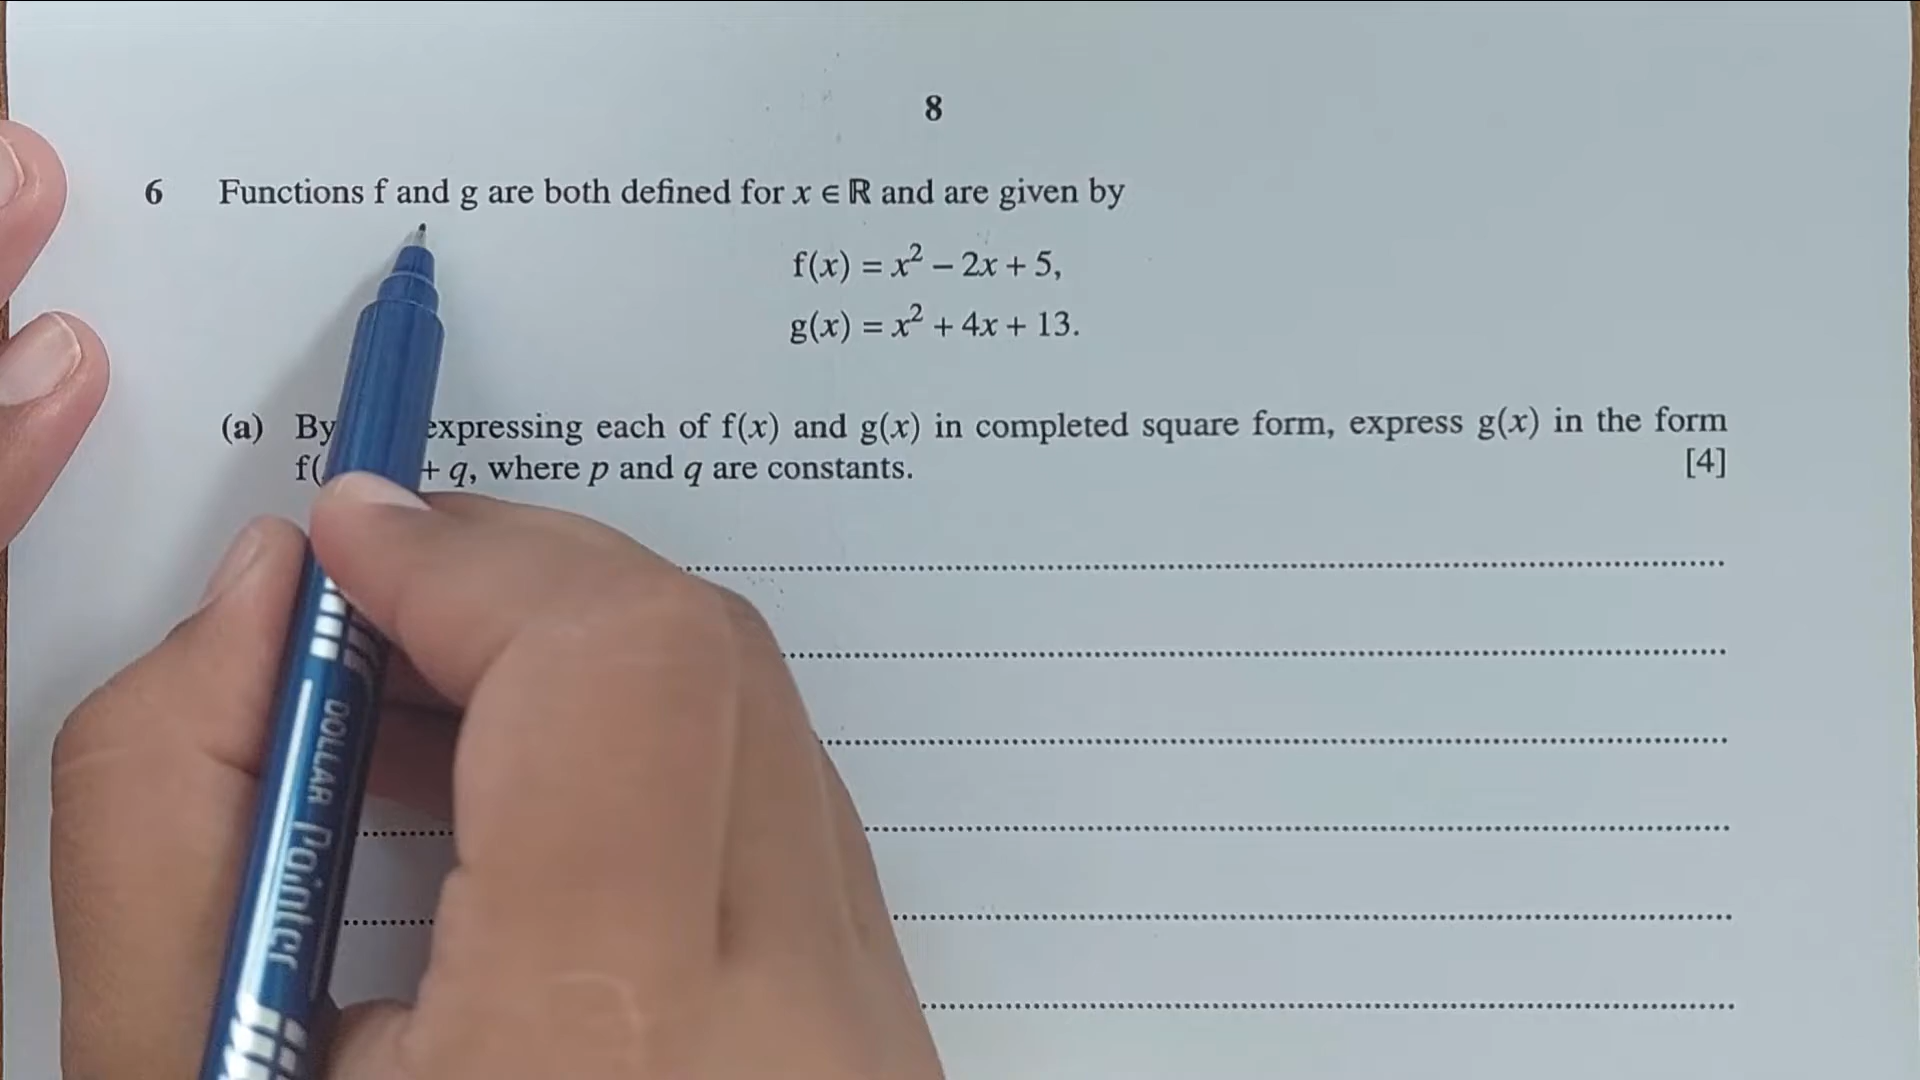 8
6 Functions f and g are both defined for x ∈ ℝ and are given by
f(x) = x² – 2x + 5,
g(x) = x² + 4x + 13.
(a) By expressing each of f(x) and g(x) in completed square form, express g(x) in the form
f( + q, where p and q are constants. [4]
DOLLAR Pointer